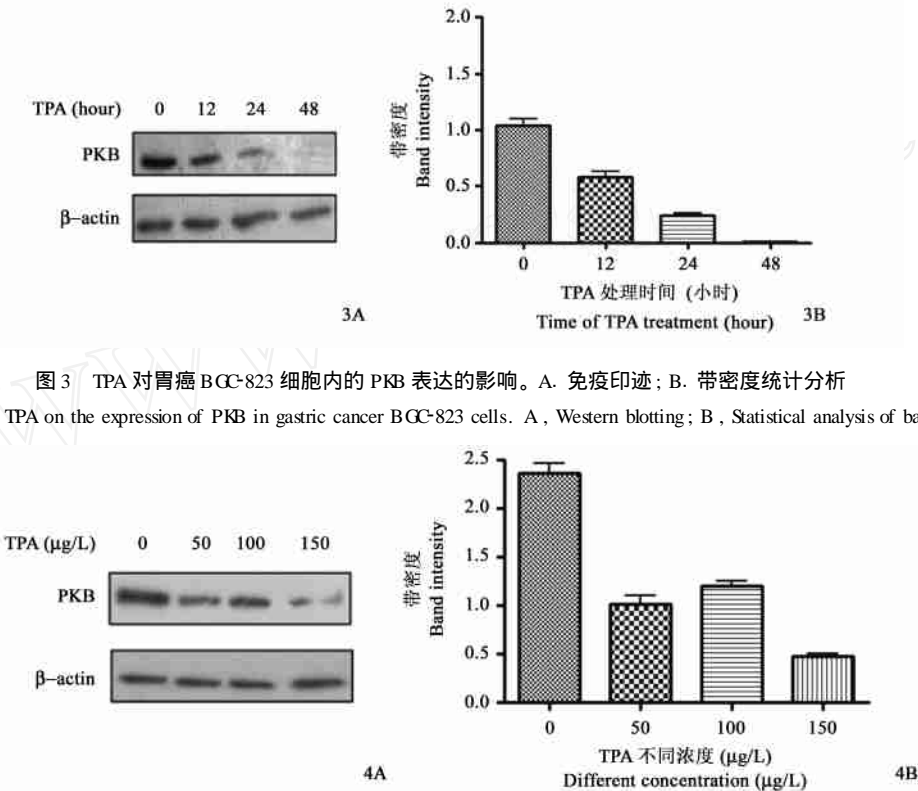 TPA (hour) 0 12 24 48
PKB
β-actin
3A
2.0
1.5
1.0
0.5
0.0
带密度
Band intensity
0 12 24 48
TPA 处理时间 (小时)
Time of TPA treatment (hour)
3B
图 3 TPA 对胃癌 BGC-823 细胞内的 PKB 表达的影响。A. 免疫印迹; B. 带密度统计分析
TPA on the expression of PKB in gastric cancer BGC-823 cells. A, Western blotting; B, Statistical analysis of ba
TPA (μg/L) 0 50 100 150
PKB
β-actin
4A
2.5
2.0
1.5
1.0
0.5
0.0
带密度
Band intensity
0 50 100 150
TPA 不同浓度 (μg/L)
Different concentration (μg/L)
4B